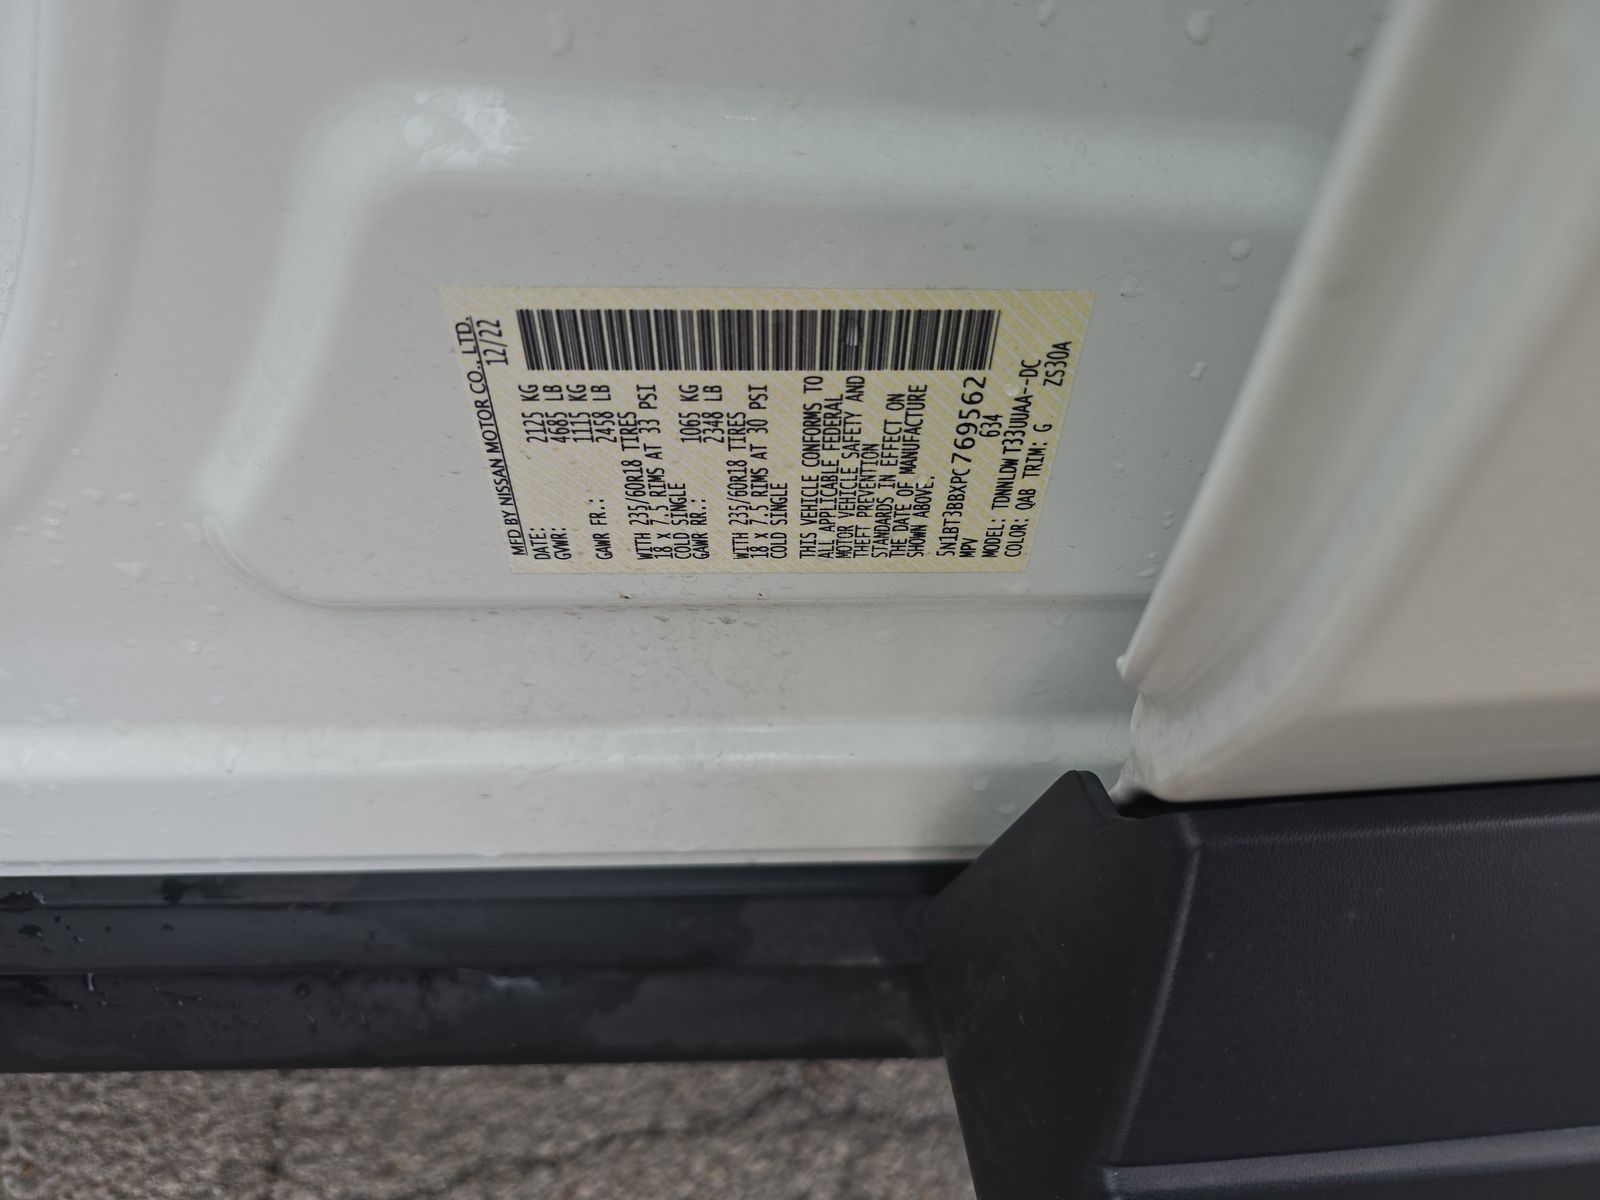 MFD BY NISSAN MOTOR CO., LTD.
DATE: 12/22
GVWR: 2125 KG
4685 LB
1115 KG
GAWR FR.: 2458 LB
WITH 235/60R18 TIRES
18 x 7.5 RIMS AT 33 PSI
COLD SINGLE
GAWR RR.: 1065 KG
2348 LB
WITH 235/60R18 TIRES
18 x 7.5 RIMS AT 30 PSI
COLD SINGLE
THIS VEHICLE CONFORMS TO
ALL APPLICABLE FEDERAL
MOTOR VEHICLE SAFETY AND
THEFT PREVENTION
STANDARDS IN EFFECT ON
THE DATE OF MANUFACTURE
SHOWN ABOVE.
5N1BT3BBXPC769562
MPV 634
MODEL: TDNNLDWT33UUAA--DC
COLOR: QAB TRIM: G ZS30A